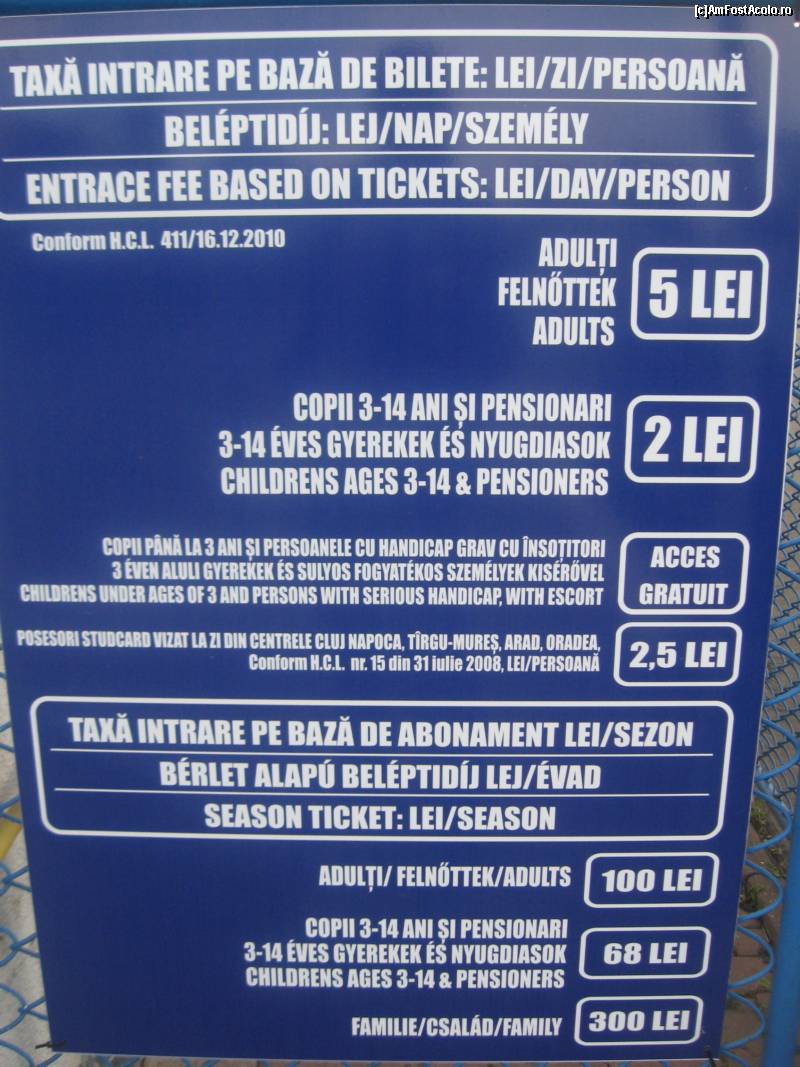 [c]AmFostAcolo.ro
TAXĂ INTRARE PE BAZĂ DE BILETE: LEI/ZI/PERSOANĂ
BELÉPTIDÍJ: LEJ/NAP/SZEMÉLY
ENTRACE FEE BASED ON TICKETS: LEI/DAY/PERSON
Conform H.C.L. 411/16.12.2010
ADULȚI
FELNŐTTEK
ADULTS
5 LEI
COPII 3-14 ANI ȘI PENSIONARI
3-14 ÉVES GYEREKEK ÉS NYUGDIASOK
CHILDRENS AGES 3-14 & PENSIONERS
2 LEI
COPII PÂNĂ LA 3 ANI ȘI PERSOANELE CU HANDICAP GRAV CU ÎNSOȚITORI
3 ÉVEN ALULI GYEREKEK ÉS SULYOS FOGYATÉKOS SZEMÉLYEK KISÉRŐVEL
CHILDRENS UNDER AGES OF 3 AND PERSONS WITH SERIOUS HANDICAP, WITH ESCORT
ACCES
GRATUIT
POSESORI STUDCARD VIZAT LA ZI DIN CENTRELE CLUJ NAPOCA, TÎRGU-MUREȘ, ARAD, ORADEA,
Conform H.C.L. nr. 15 din 31 iulie 2008, LEI/PERSOANĂ
2,5 LEI
TAXĂ INTRARE PE BAZĂ DE ABONAMENT LEI/SEZON
BÉRLET ALAPÚ BELÉPTIDÍJ LEJ/ÉVAD
SEASON TICKET: LEI/SEASON
ADULȚI/ FELNŐTTEK/ADULTS
100 LEI
COPII 3-14 ANI ȘI PENSIONARI
3-14 ÉVES GYEREKEK ÉS NYUGDIASOK
CHILDRENS AGES 3-14 & PENSIONERS
68 LEI
FAMILIE/CSALÁD/FAMILY
300 LEI